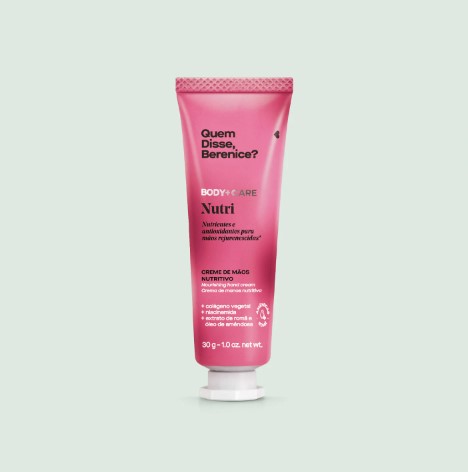 Quem
Disse,
Berenice?
BODY+CARE
Nutri
Nutrientes e
antioxidantes para
mãos rejuvenescidas*
CREME DE MÃOS
NUTRITIVO
Nourishing hand cream
Crema de manos nutritivo
+ colágeno vegetal
+ niacinamida
+ extrato de romã e
óleo de amêndoas
30 g - 1.0 oz. net wt.